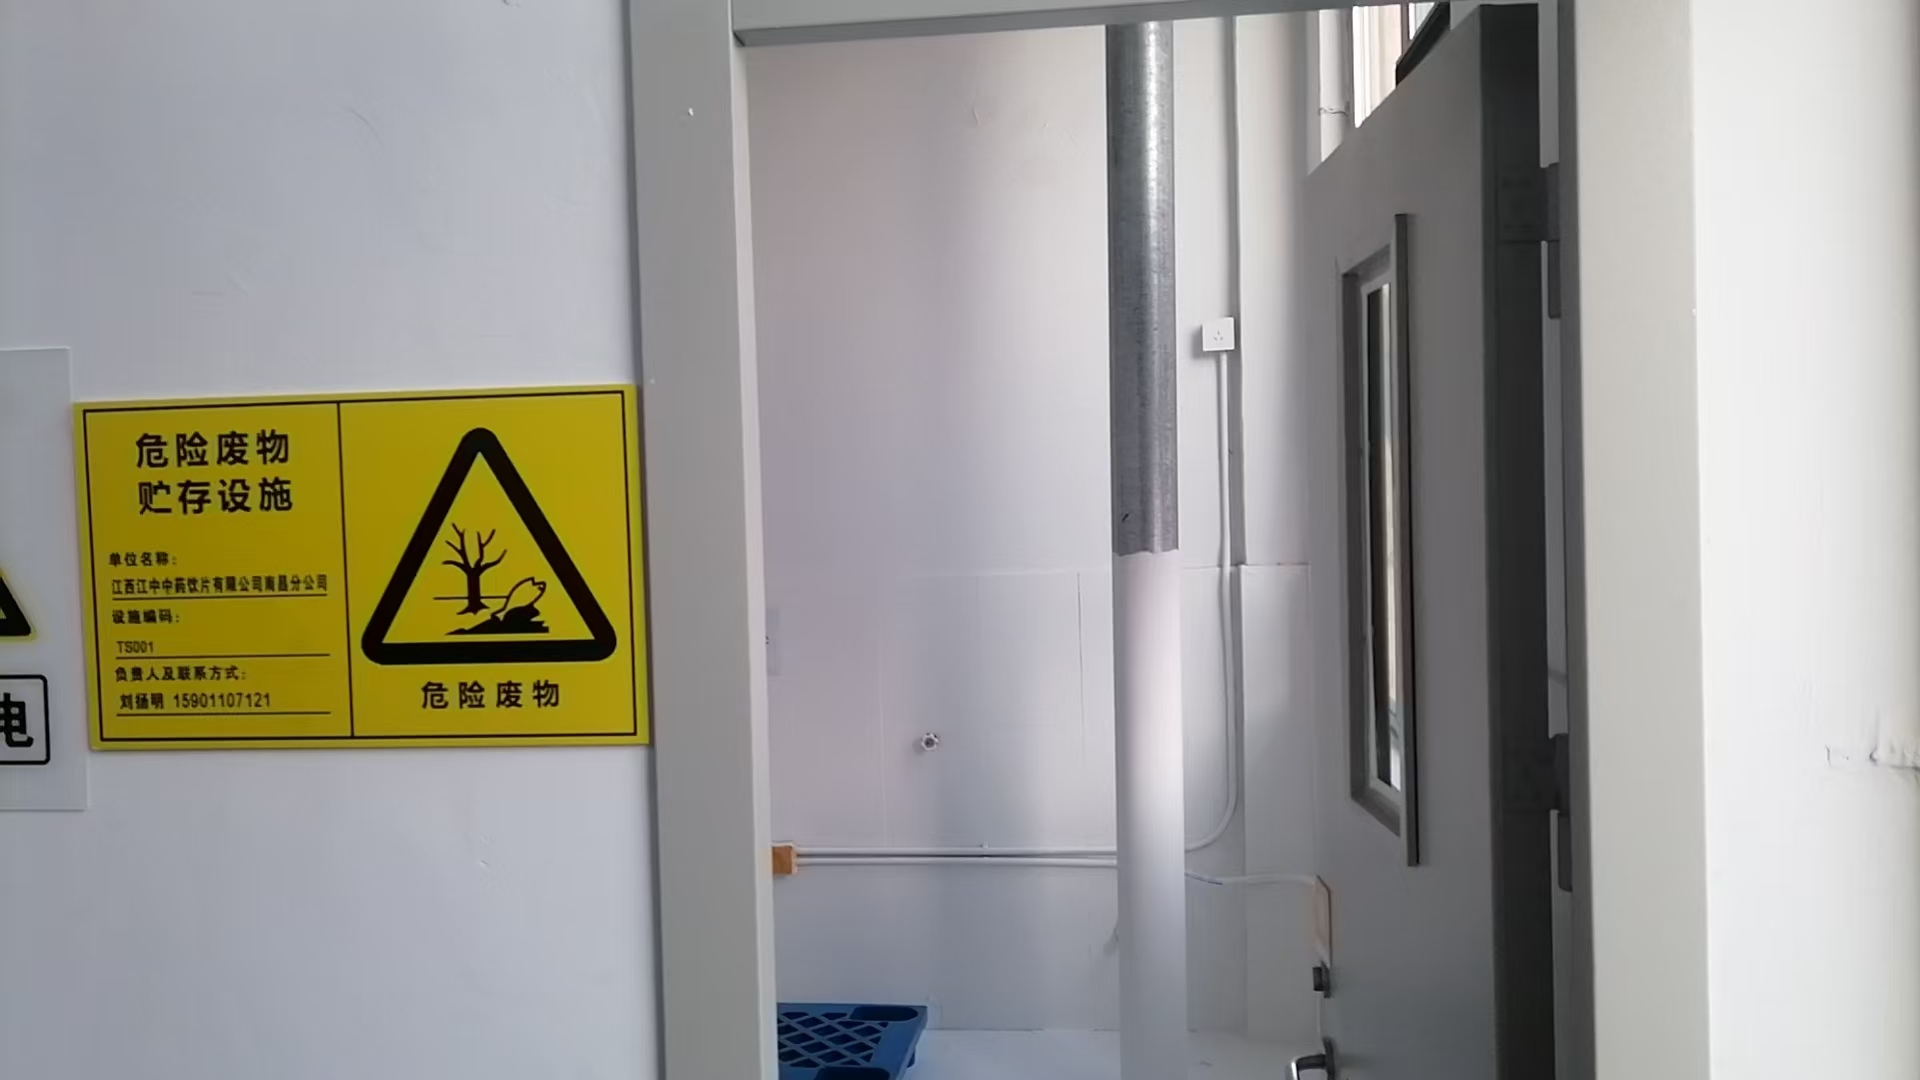 危险废物
贮存设施
单位名称：
江西江中中药饮片有限公司南昌分公司
设施编码：
TS001
负责人及联系方式：
刘扬明 15901107121
危险废物
电